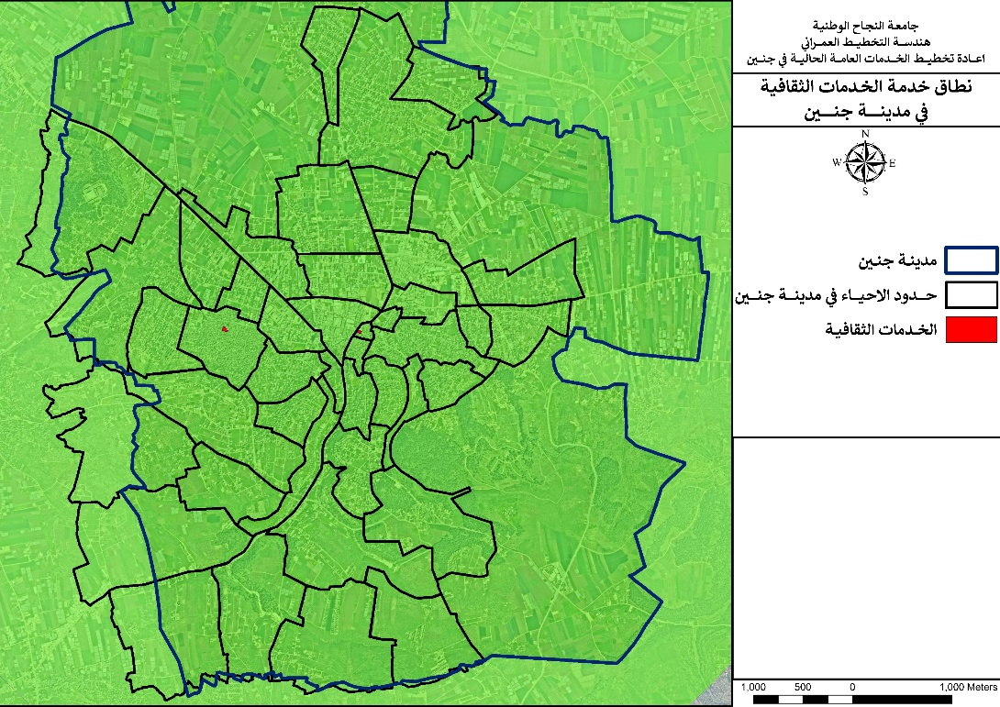 جامعة النجاح الوطنية
هندسة التخطيط العمراني
اعادة تخطيط الخدمات العامة الحالية في جنين
نطاق خدمة الخدمات الثقافية
في مدينة جنين
N
W E
S
مدينة جنين
حدود الاحياء في مدينة جنين
الخدمات الثقافية
1,000 500 0 1,000 Meters